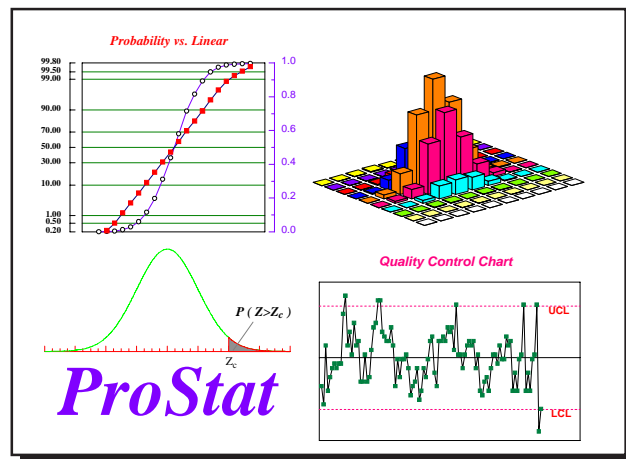 Probability vs. Linear
99.80
99.50
99.00
90.00
70.00
50.00
30.00
10.00
1.00
0.50
0.20
1.0
0.8
0.6
0.4
0.2
0.0
P ( Z>Zc )
Zc
ProStat
Quality Control Chart
UCL
LCL